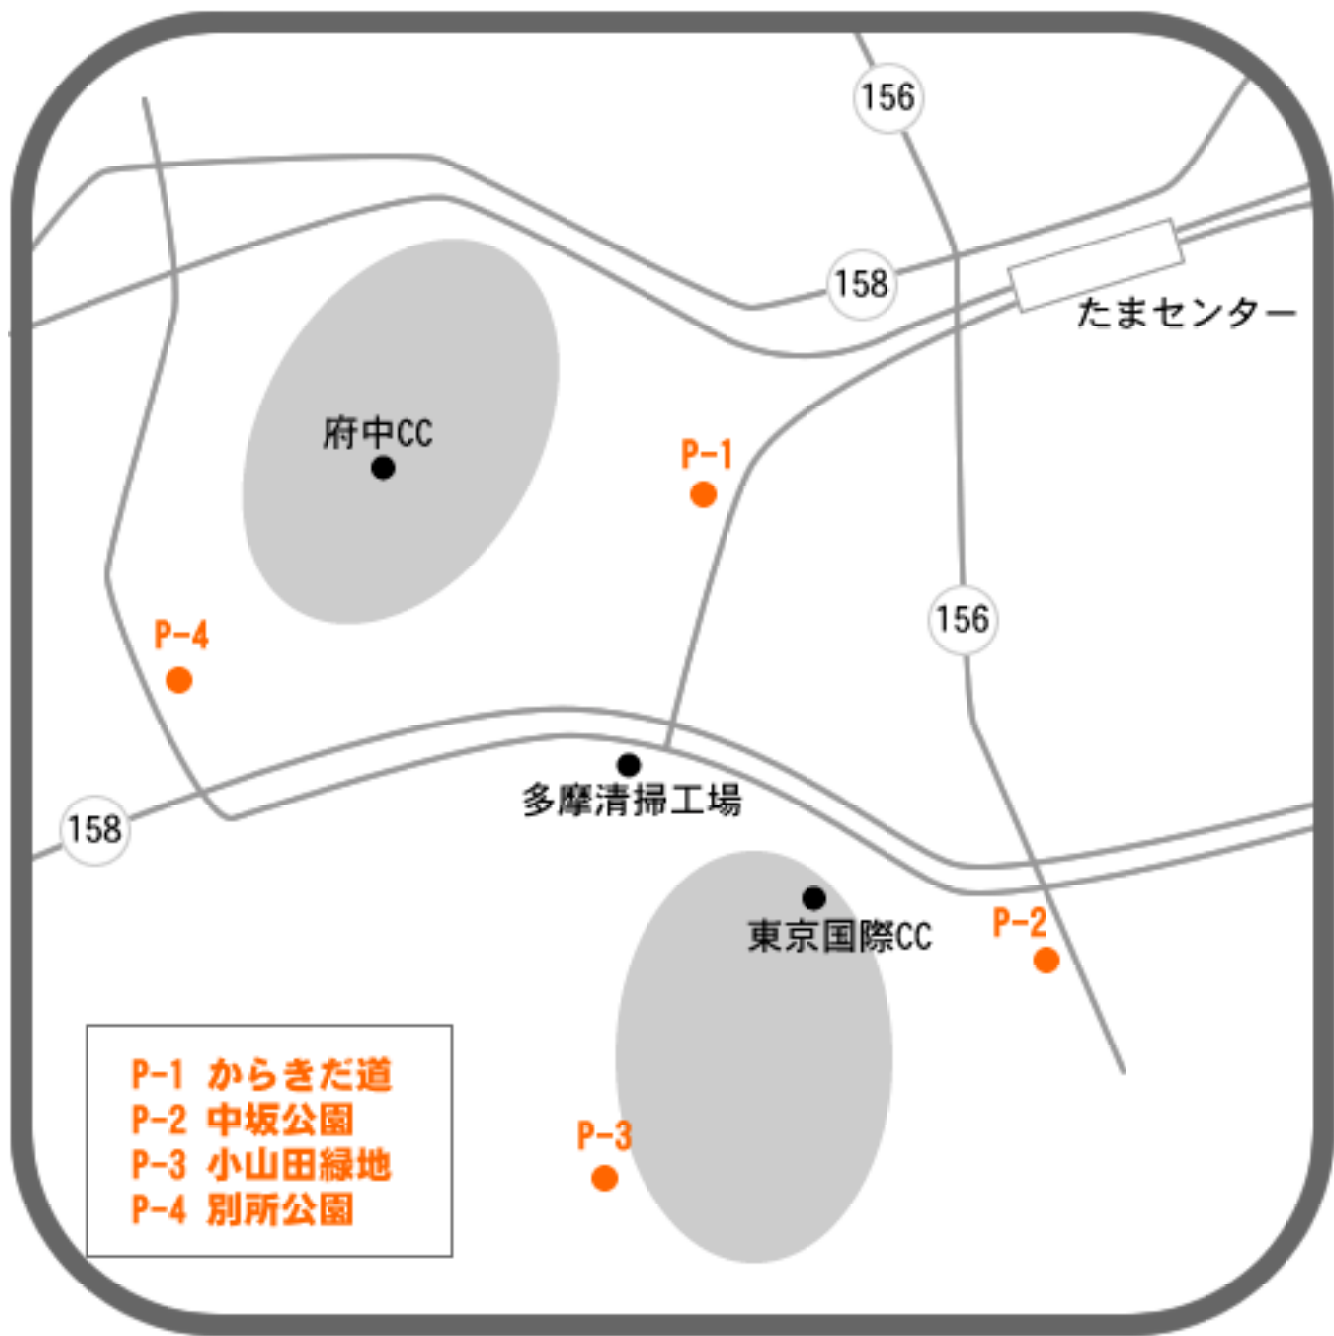 156
158
たまセンター
府中CC
P-1
156
P-4
多摩清掃工場
158
東京国際CC
P-2
P-3
P-1 からきだ道
P-2 中坂公園
P-3 小山田緑地
P-4 別所公園